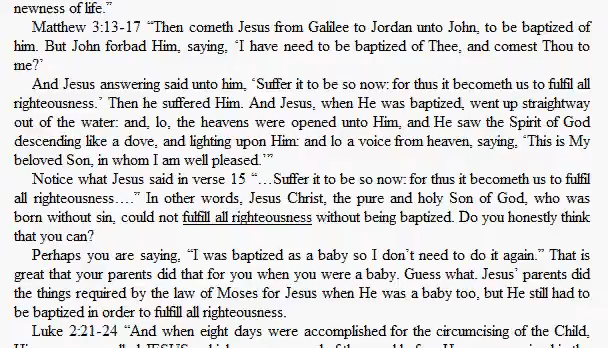 newness of life.”
Matthew 3:13-17 “Then cometh Jesus from Galilee to Jordan unto John, to be baptized of
him. But John forbad Him, saying, ‘I have need to be baptized of Thee, and comest Thou to
me?’
And Jesus answering said unto him, ‘Suffer it to be so now: for thus it becometh us to fulfil all
righteousness.’ Then he suffered Him. And Jesus, when He was baptized, went up straightway
out of the water: and, lo, the heavens were opened unto Him, and He saw the Spirit of God
descending like a dove, and lighting upon Him: and lo a voice from heaven, saying, ‘This is My
beloved Son, in whom I am well pleased.’”
Notice what Jesus said in verse 15 “…Suffer it to be so now: for thus it becometh us to fulfil
all righteousness….” In other words, Jesus Christ, the pure and holy Son of God, who was
born without sin, could not fulfill all righteousness without being baptized. Do you honestly think
that you can?
Perhaps you are saying, “I was baptized as a baby so I don’t need to do it again.” That is
great that your parents did that for you when you were a baby. Guess what. Jesus’ parents did
the things required by the law of Moses for Jesus when He was a baby too, but He still had to
be baptized in order to fulfill all righteousness.
Luke 2:21-24 “And when eight days were accomplished for the circumcising of the Child,